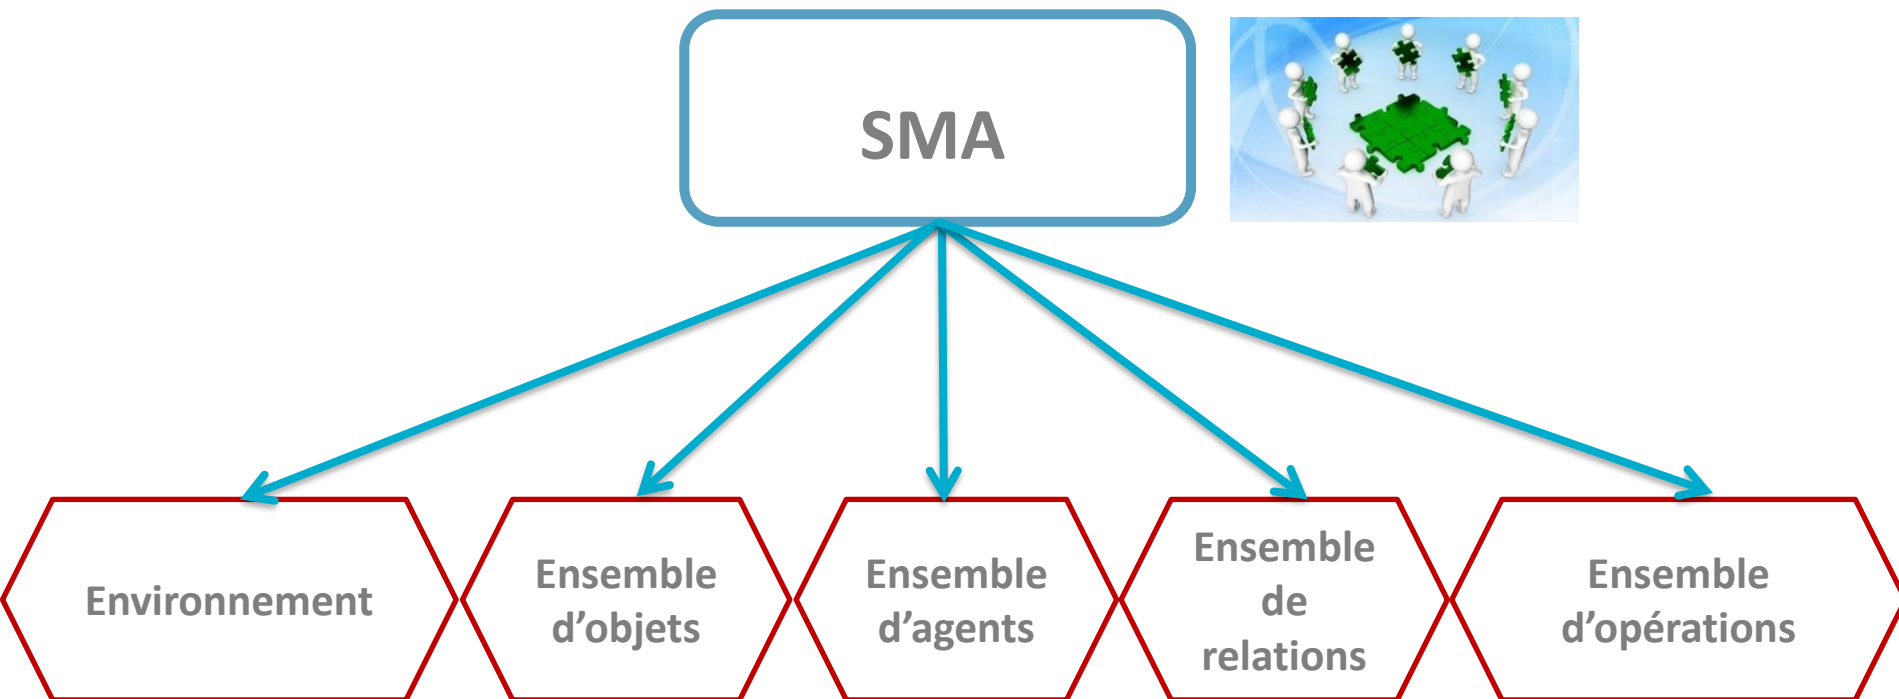 SMA
Environnement
Ensemble
d’objets
Ensemble
d’agents
Ensemble
de
relations
Ensemble
d’opérations